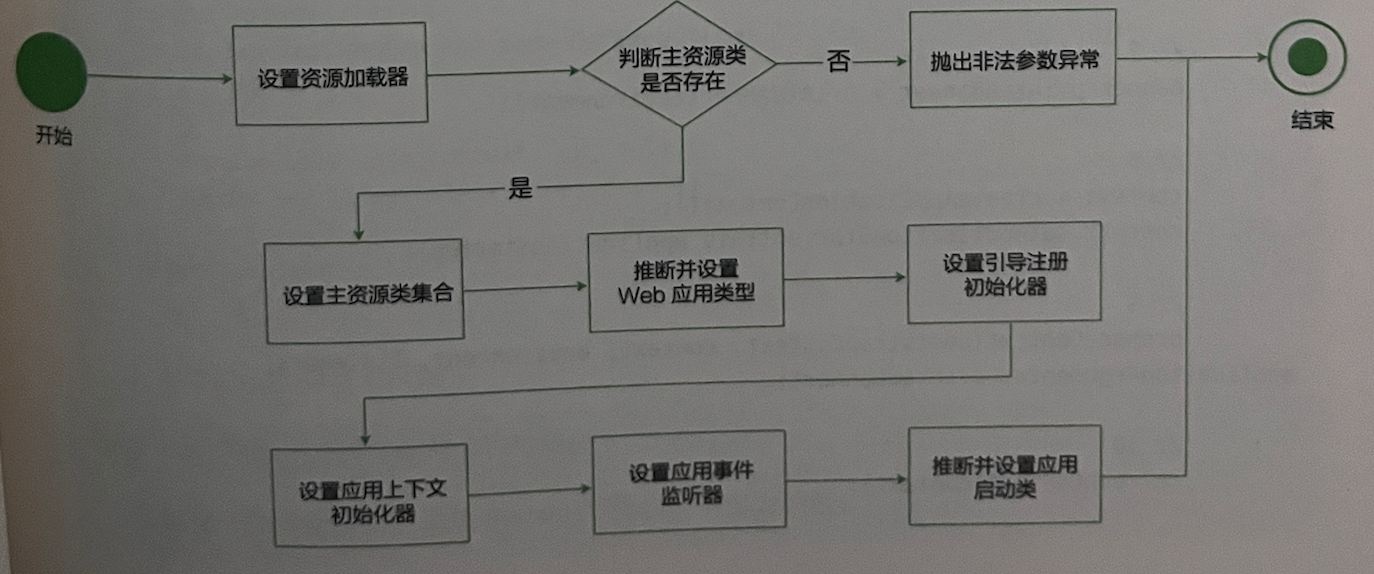 开始
设置资源加载器
判断主资源类
是否存在
否
抛出非法参数异常
结束
是
设置主资源类集合
推断并设置
Web 应用类型
设置引导注册
初始化器
设置应用上下文
初始化器
设置应用事件
监听器
推断并设置应用
启动类